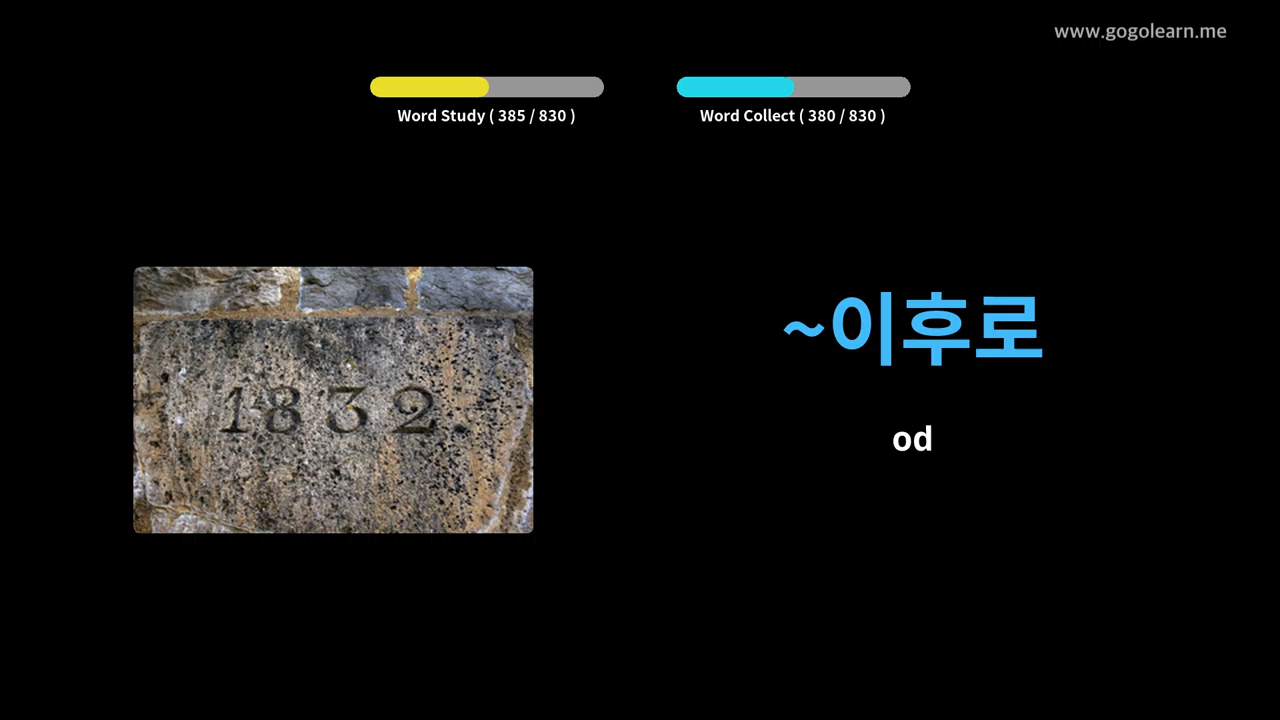 www.gogolearn.me
Word Study ( 385 / 830 )
Word Collect ( 380 / 830 )
1832.
~이후로
od